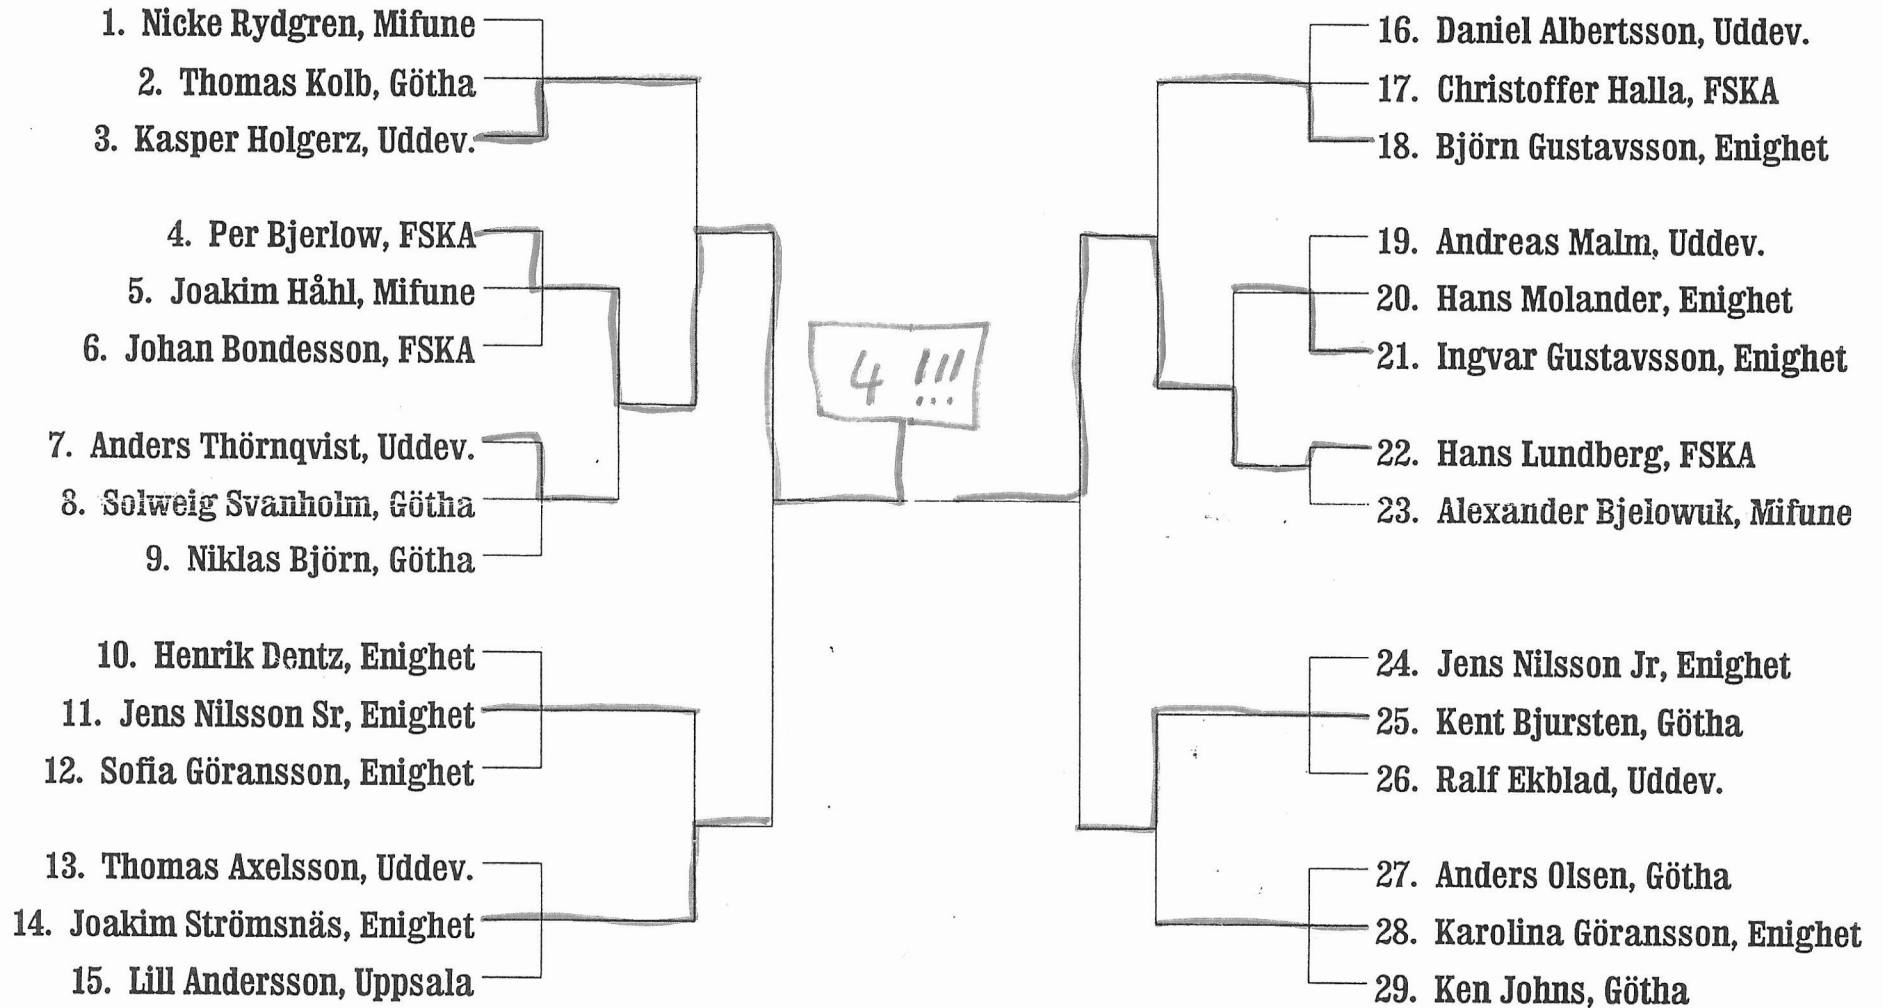 1. Nicke Rydgren, Mifune
2. Thomas Kolb, Götha
3. Kasper Holgerz, Uddev.
4. Per Bjerlow, FSKA
5. Joakim Håhl, Mifune
6. Johan Bondesson, FSKA
7. Anders Thörnqvist, Uddev.
8. Solweig Svanholm, Götha
9. Niklas Björn, Götha
10. Henrik Dentz, Enighet
11. Jens Nilsson Sr, Enighet
12. Sofia Göransson, Enighet
13. Thomas Axelsson, Uddev.
14. Joakim Strömsnäs, Enighet
15. Lill Andersson, Uppsala
4 !!!
16. Daniel Albertsson, Uddev.
17. Christoffer Halla, FSKA
18. Björn Gustavsson, Enighet
19. Andreas Malm, Uddev.
20. Hans Molander, Enighet
21. Ingvar Gustavsson, Enighet
22. Hans Lundberg, FSKA
23. Alexander Bjelowuk, Mifune
24. Jens Nilsson Jr, Enighet
25. Kent Bjursten, Götha
26. Ralf Ekblad, Uddev.
27. Anders Olsen, Götha
28. Karolina Göransson, Enighet
29. Ken Johns, Götha